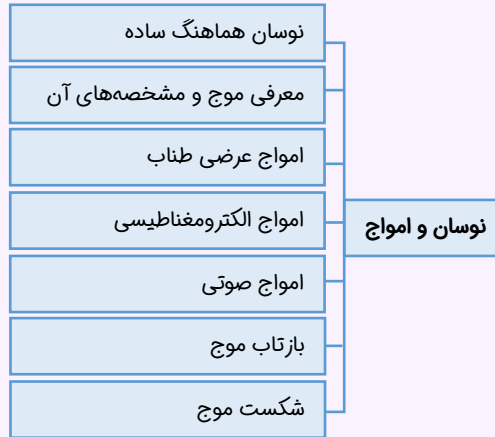 نوسان و امواج
نوسان هماهنگ ساده
معرفی موج و مشخصه‌های آن
امواج عرضی طناب
امواج الکترومغناطیسی
امواج صوتی
بازتاب موج
شکست موج